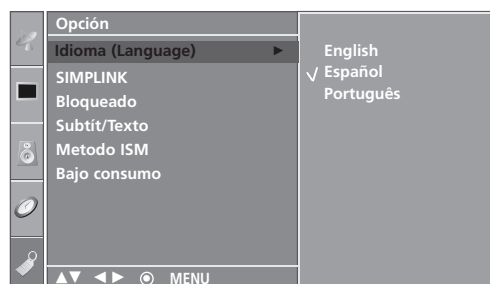 Opción
Idioma (Language) ►
SIMPLINK
Bloqueado
Subtít/Texto
Metodo ISM
Bajo consumo
▲▼ ◄► ◉ MENU
English
√ Español
Português